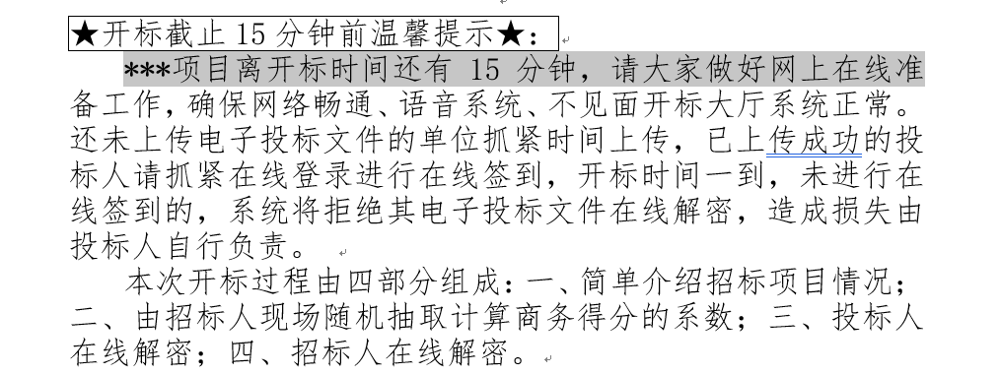 ★开标截止 15 分钟前温馨提示★：
***项目离开标时间还有 15 分钟，请大家做好网上在线准
备工作，确保网络畅通、语音系统、不见面开标大厅系统正常。
还未上传电子投标文件的单位抓紧时间上传，已上传成功的投
标人请抓紧在线登录进行在线签到，开标时间一到，未进行在
线签到的，系统将拒绝其电子投标文件在线解密，造成损失由
投标人自行负责。
本次开标过程由四部分组成：一、简单介绍招标项目情况；
二、由招标人现场随机抽取计算商务得分的系数；三、投标人
在线解密；四、招标人在线解密。